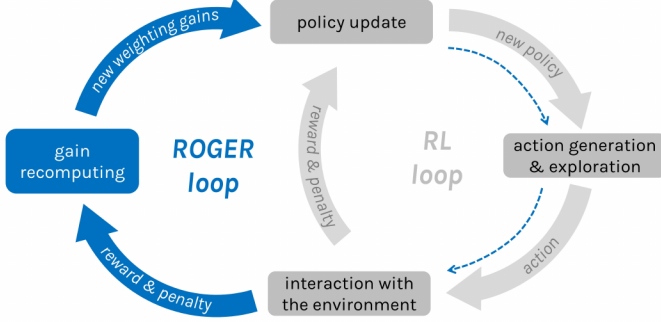 policy update
new weighting gains
new policy
gain
recomputing
ROGER
loop
reward & penalty
RL
loop
action generation
& exploration
reward & penalty
interaction with
the environment
action